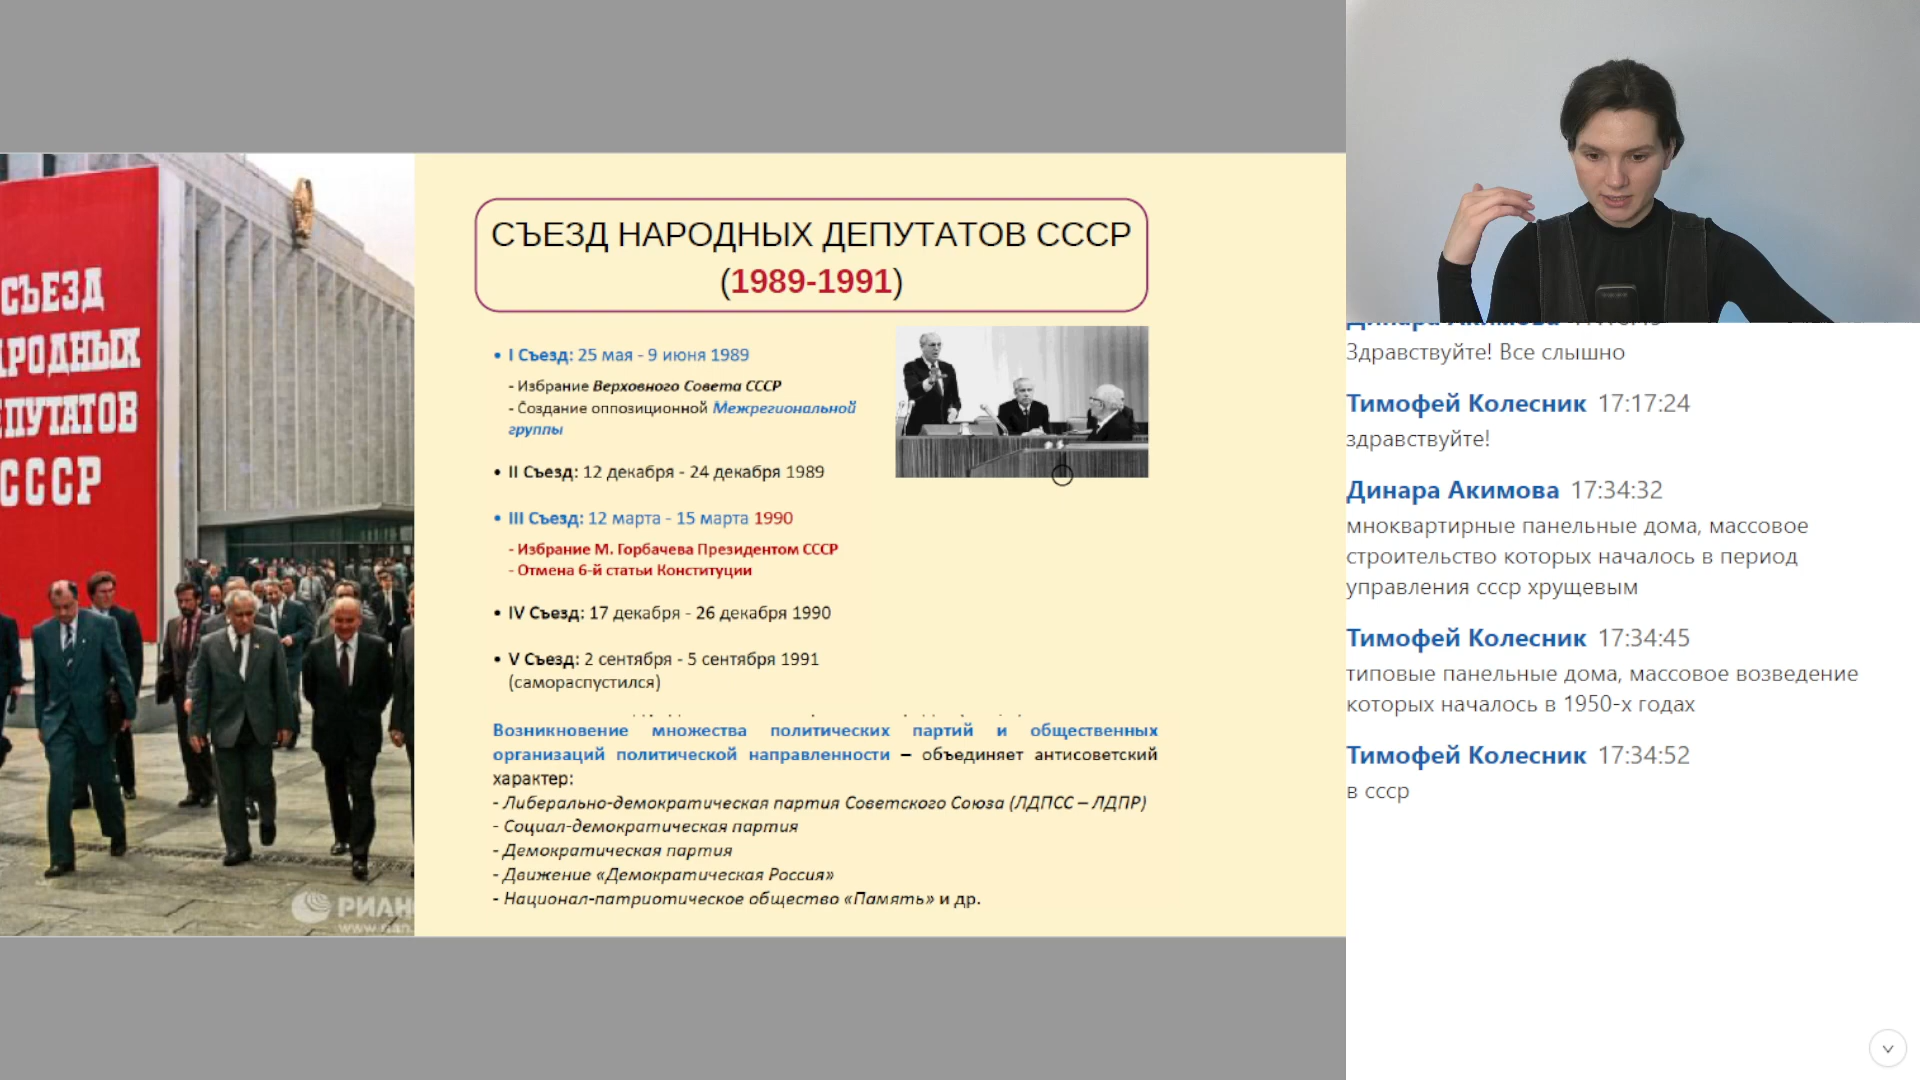 СЪЕЗД
НАРОДНЫХ
ДЕПУТАТОВ
СССР
РИАН
СЪЕЗД НАРОДНЫХ ДЕПУТАТОВ СССР
(1989-1991)
• I Съезд: 25 мая - 9 июня 1989
- Избрание Верховного Совета СССР
- Создание оппозиционной Межрегиональной
группы
• II Съезд: 12 декабря - 24 декабря 1989
• III Съезд: 12 марта - 15 марта 1990
- Избрание М. Горбачева Президентом СССР
- Отмена 6-й статьи Конституции
• IV Съезд: 17 декабря - 26 декабря 1990
• V Съезд: 2 сентября - 5 сентября 1991
(самораспустился)
Возникновение множества политических партий и общественных
организаций политической направленности – объединяет антисоветский
характер:
- Либерально-демократическая партия Советского Союза (ЛДПСС – ЛДПР)
- Социал-демократическая партия
- Демократическая партия
- Движение «Демократическая Россия»
- Национал-патриотическое общество «Память» и др.
Динара Акимова
Здравствуйте! Все слышно
Тимофей Колесник 17:17:24
здравствуйте!
Динара Акимова 17:34:32
мноквартирные панельные дома, массовое
строительство которых началось в период
управления ссср хрущевым
Тимофей Колесник 17:34:45
типовые панельные дома, массовое возведение
которых началось в 1950-х годах
Тимофей Колесник 17:34:52
в ссср